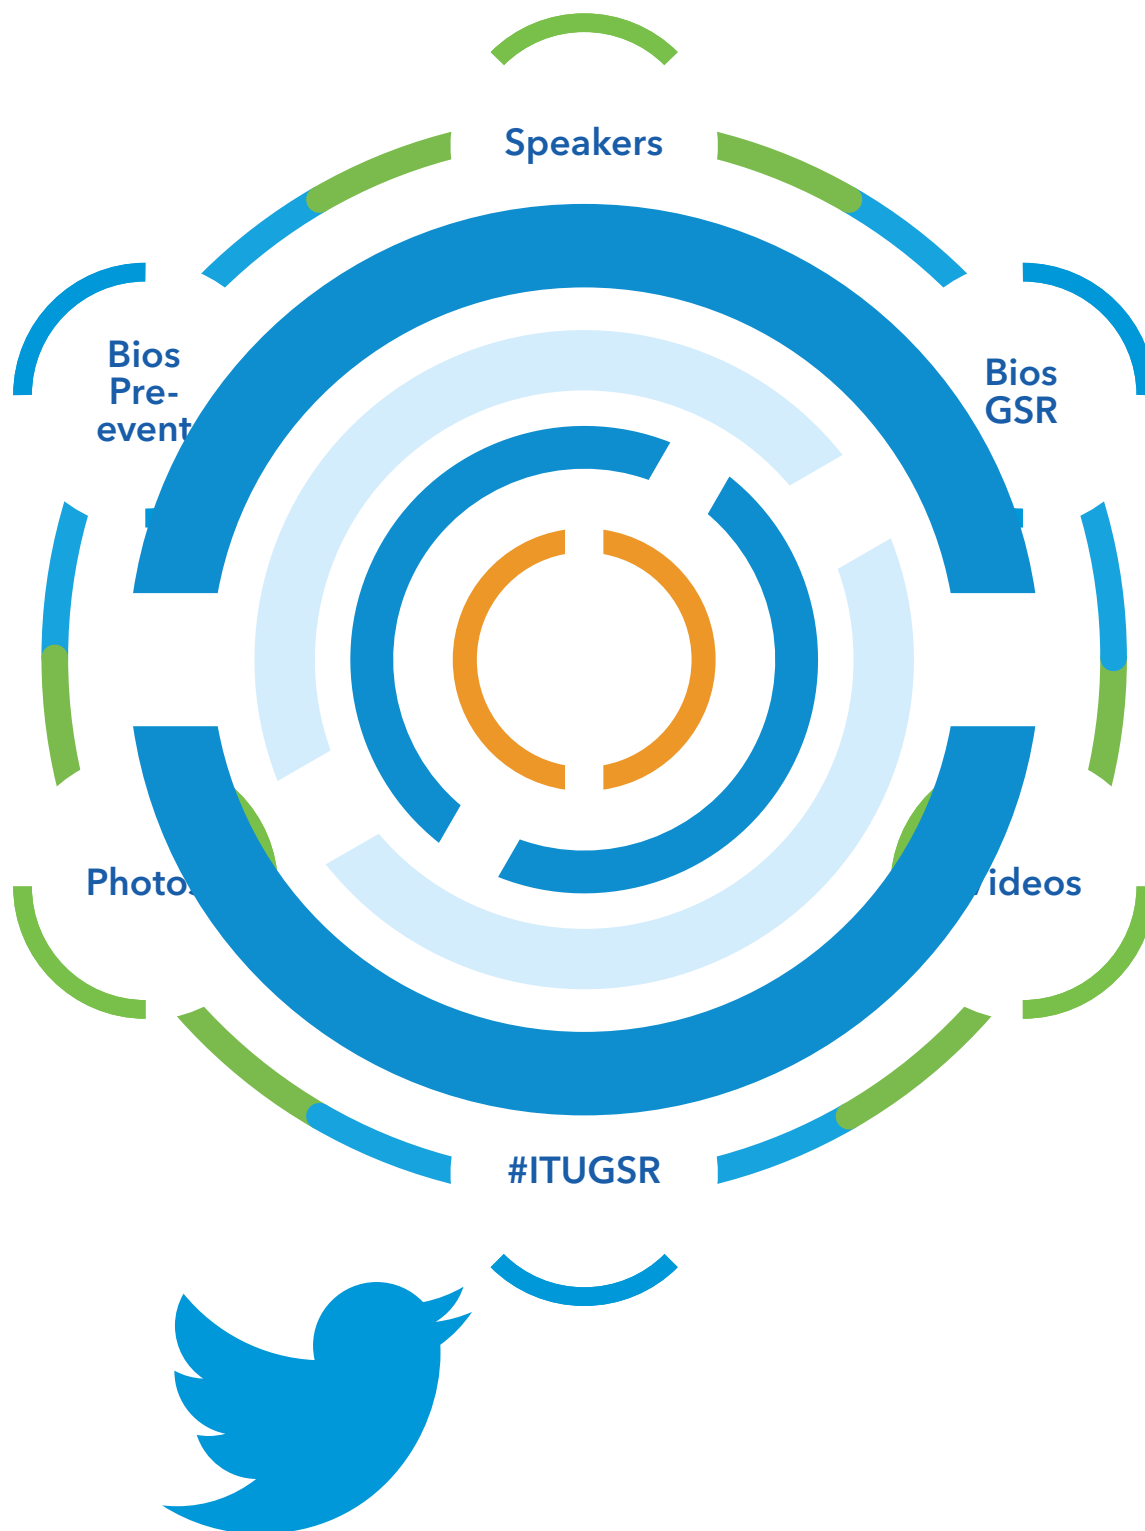 Speakers
Bios
Pre-
event
Bios
GSR
Photos
Videos
#ITUGSR